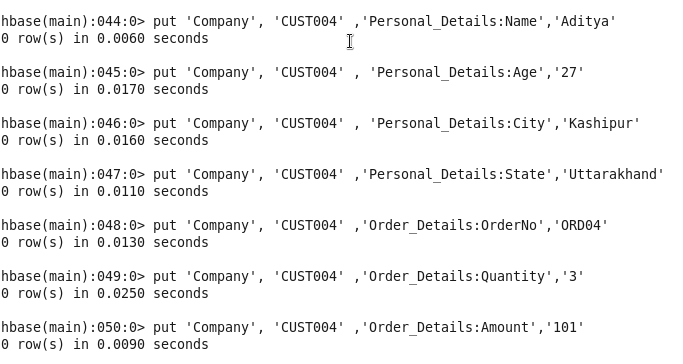 hbase(main):044:0> put 'Company', 'CUST004' ,'Personal_Details:Name','Aditya'
0 row(s) in 0.0060 seconds
hbase(main):045:0> put 'Company', 'CUST004' , 'Personal_Details:Age','27'
0 row(s) in 0.0170 seconds
hbase(main):046:0> put 'Company', 'CUST004' , 'Personal_Details:City','Kashipur'
0 row(s) in 0.0160 seconds
hbase(main):047:0> put 'Company', 'CUST004' ,'Personal_Details:State','Uttarakhand'
0 row(s) in 0.0110 seconds
hbase(main):048:0> put 'Company', 'CUST004' ,'Order_Details:OrderNo','ORD04'
0 row(s) in 0.0130 seconds
hbase(main):049:0> put 'Company', 'CUST004' ,'Order_Details:Quantity','3'
0 row(s) in 0.0250 seconds
hbase(main):050:0> put 'Company', 'CUST004' ,'Order_Details:Amount','101'
0 row(s) in 0.0090 seconds